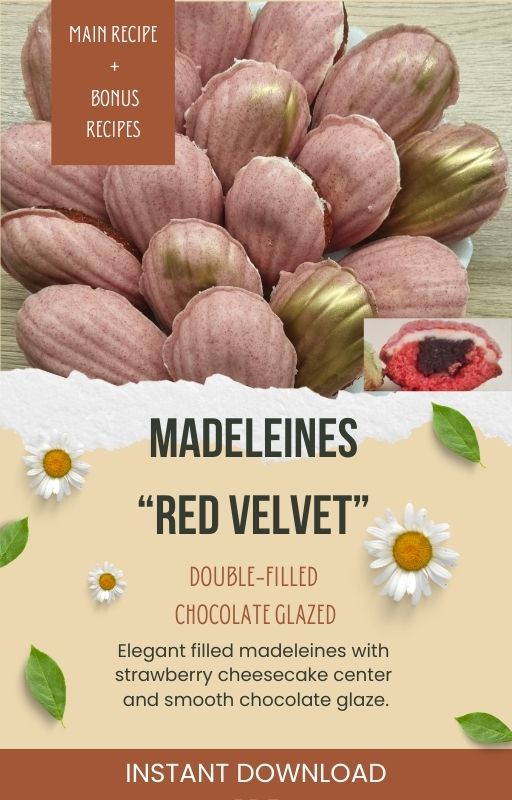 MAIN RECIPE
+
BONUS
RECIPES
MADELEINES
“RED VELVET”
DOUBLE-FILLED
CHOCOLATE GLAZED
Elegant filled madeleines with
strawberry cheesecake center
and smooth chocolate glaze.
INSTANT DOWNLOAD